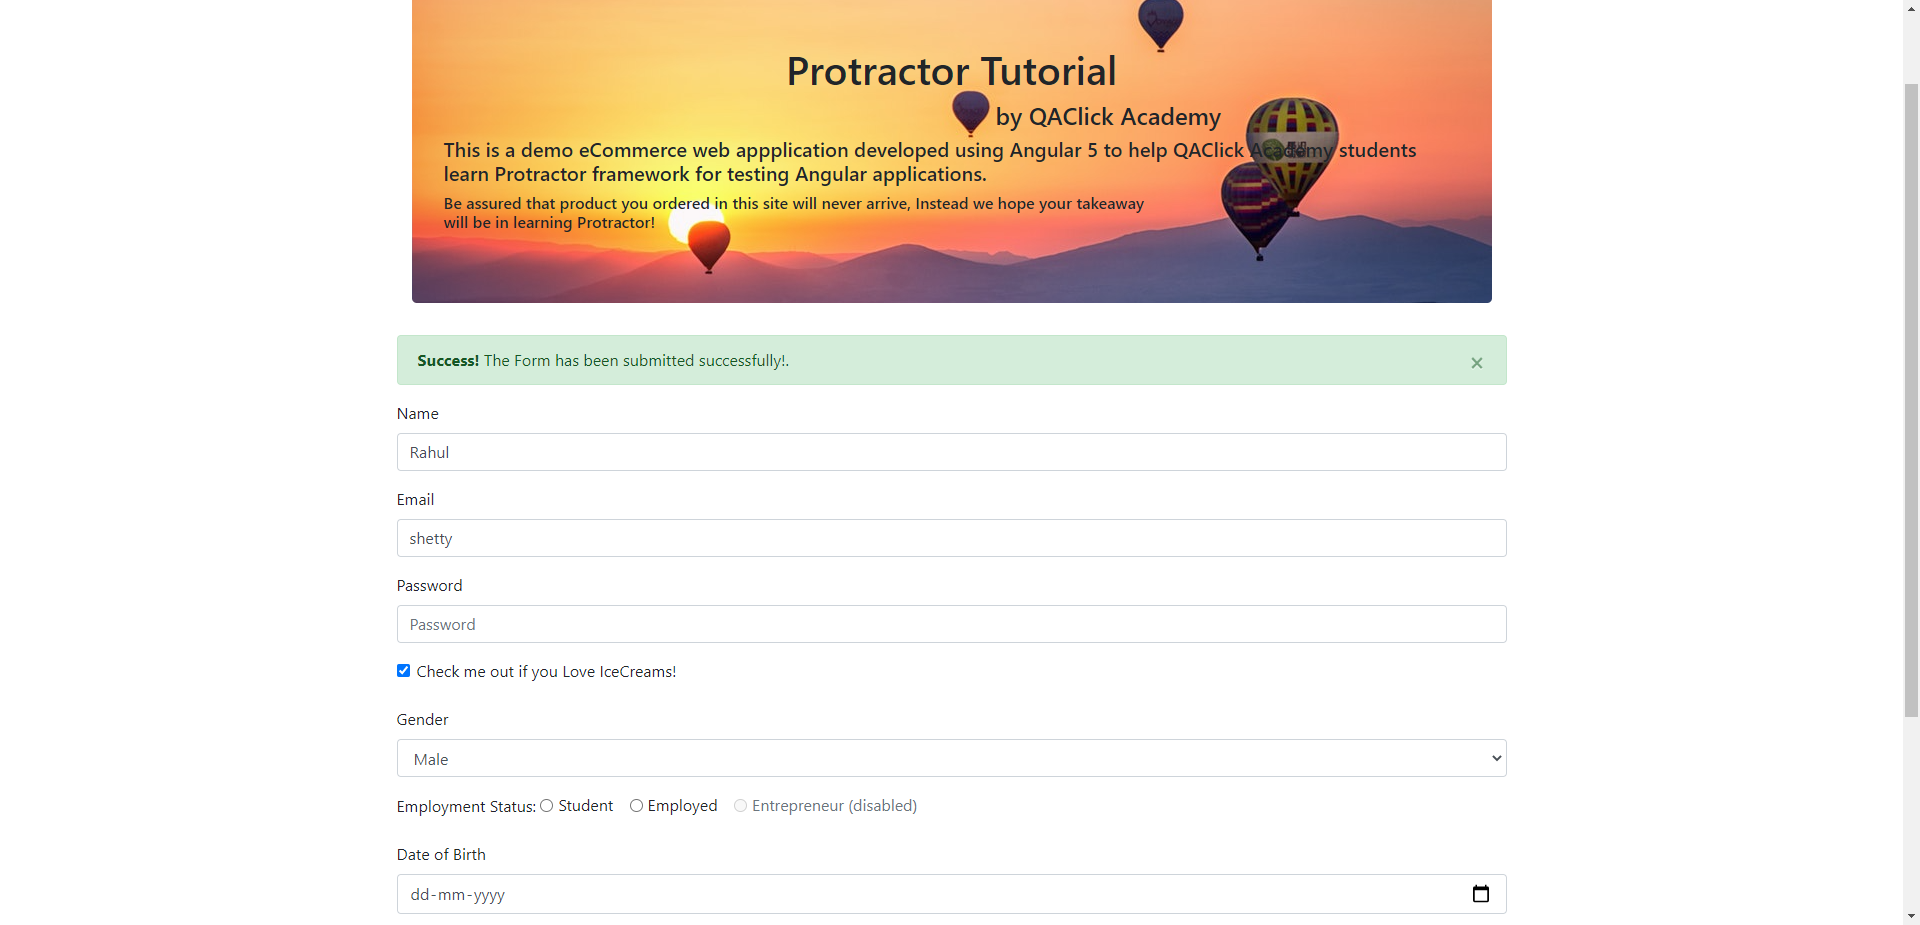 Protractor Tutorial
by QAClick Academy
This is a demo eCommerce web appplication developed using Angular 5 to help QAClick Academy students
learn Protractor framework for testing Angular applications.
Be assured that product you ordered in this site will never arrive, Instead we hope your takeaway
will be in learning Protractor!
Success! The Form has been submitted successfully!.
×
Name
Rahul
Email
shetty
Password
Password
Check me out if you Love IceCreams!
Gender
Male
Employment Status: Student Employed Entrepreneur (disabled)
Date of Birth
dd-mm-yyyy